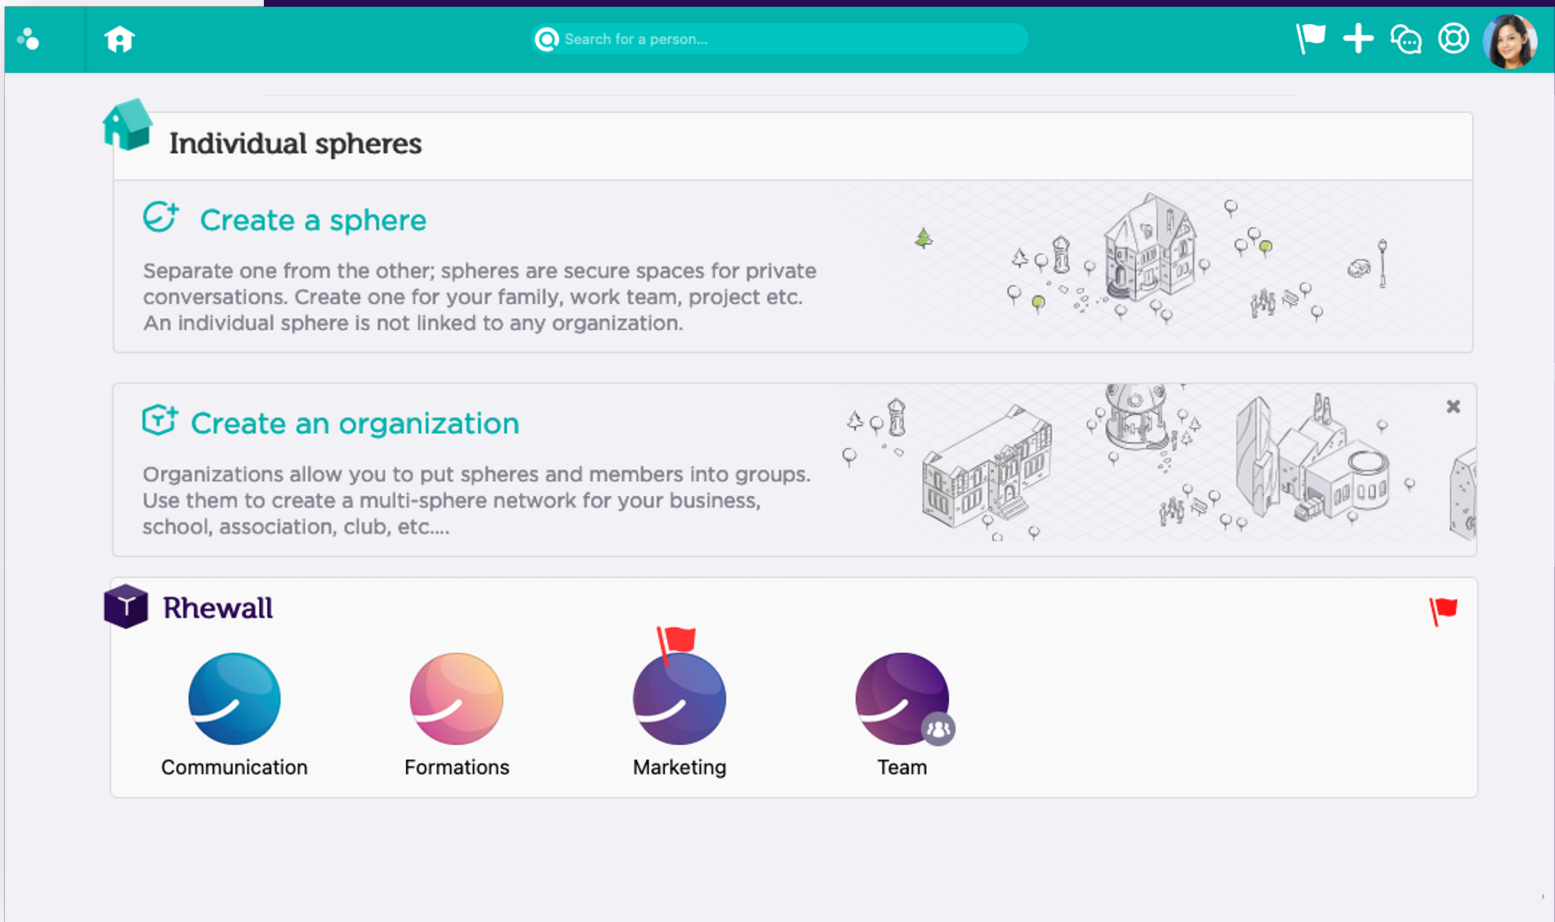 Search for a person...
Individual spheres
Create a sphere
Separate one from the other; spheres are secure spaces for private
conversations. Create one for your family, work team, project etc.
An individual sphere is not linked to any organization.
Create an organization
Organizations allow you to put spheres and members into groups.
Use them to create a multi-sphere network for your business,
school, association, club, etc....
Rhewall
Communication
Formations
Marketing
Team